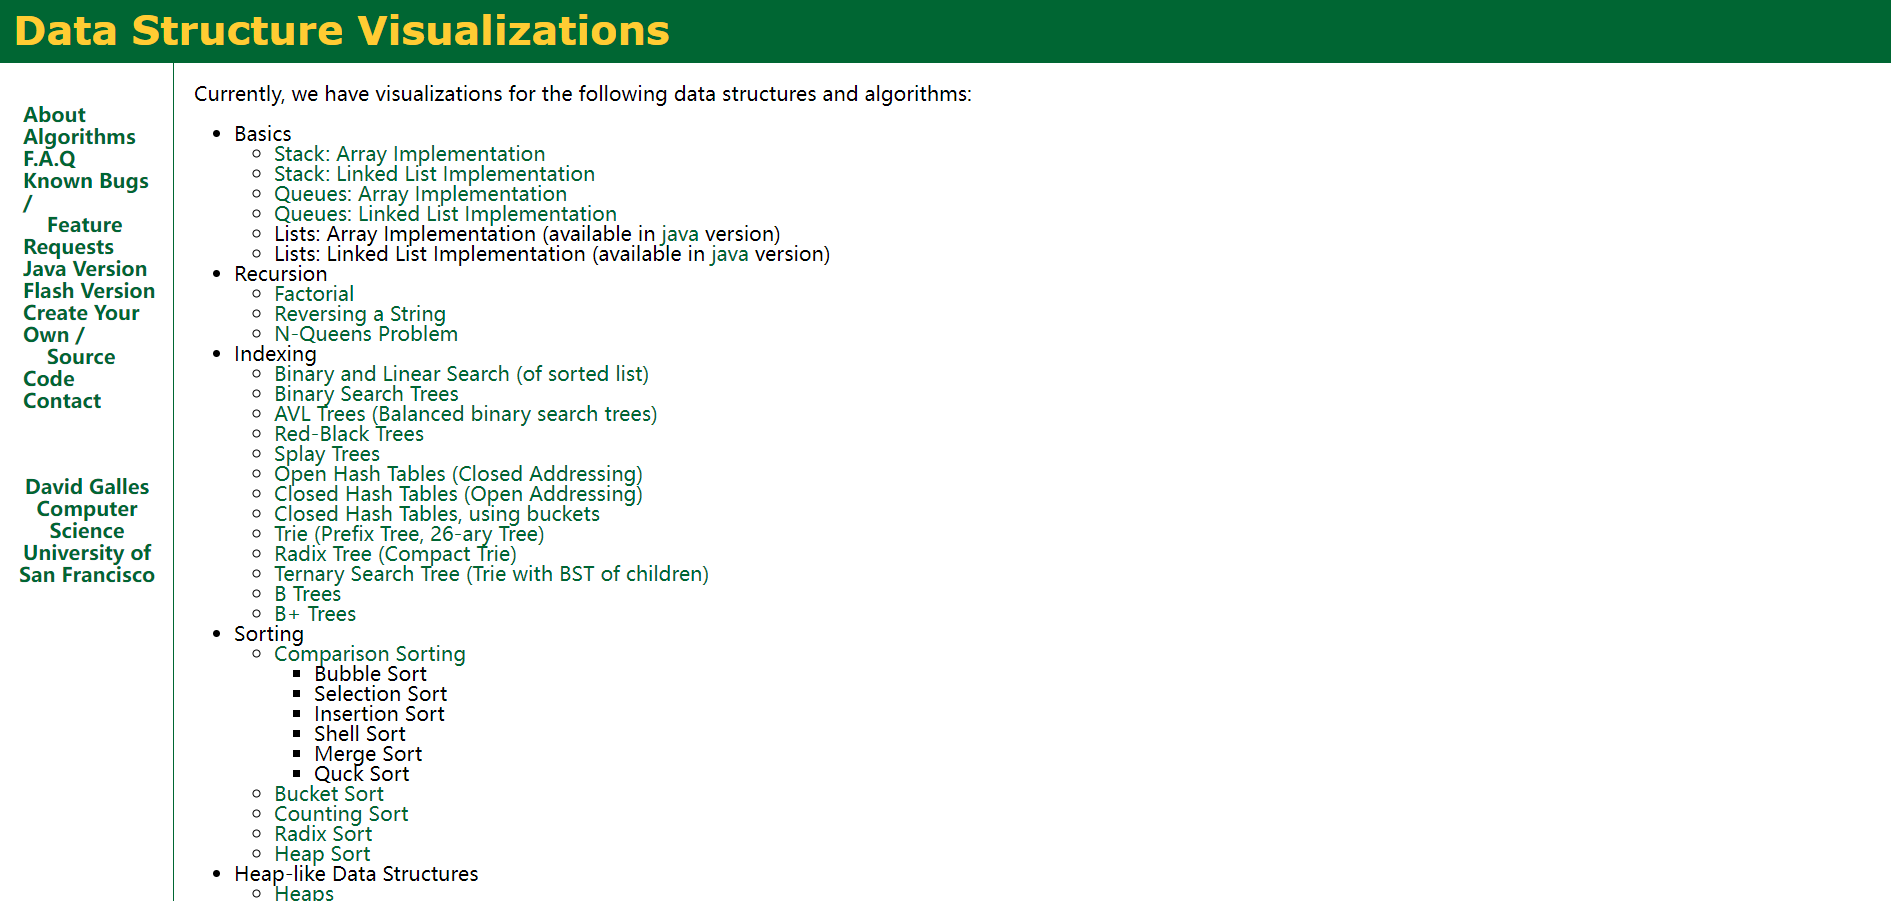 Data Structure Visualizations
About
Algorithms
F.A.Q
Known Bugs
/
Feature
Requests
Java Version
Flash Version
Create Your
Own /
Source
Code
Contact
David Galles
Computer
Science
University of
San Francisco
Currently, we have visualizations for the following data structures and algorithms:
Basics
Stack: Array Implementation
Stack: Linked List Implementation
Queues: Array Implementation
Queues: Linked List Implementation
Lists: Array Implementation (available in java version)
Lists: Linked List Implementation (available in java version)
Recursion
Factorial
Reversing a String
N-Queens Problem
Indexing
Binary and Linear Search (of sorted list)
Binary Search Trees
AVL Trees (Balanced binary search trees)
Red-Black Trees
Splay Trees
Open Hash Tables (Closed Addressing)
Closed Hash Tables (Open Addressing)
Closed Hash Tables, using buckets
Trie (Prefix Tree, 26-ary Tree)
Radix Tree (Compact Trie)
Ternary Search Tree (Trie with BST of children)
B Trees
B+ Trees
Sorting
Comparison Sorting
Bubble Sort
Selection Sort
Insertion Sort
Shell Sort
Merge Sort
Quck Sort
Bucket Sort
Counting Sort
Radix Sort
Heap Sort
Heap-like Data Structures
Heaps